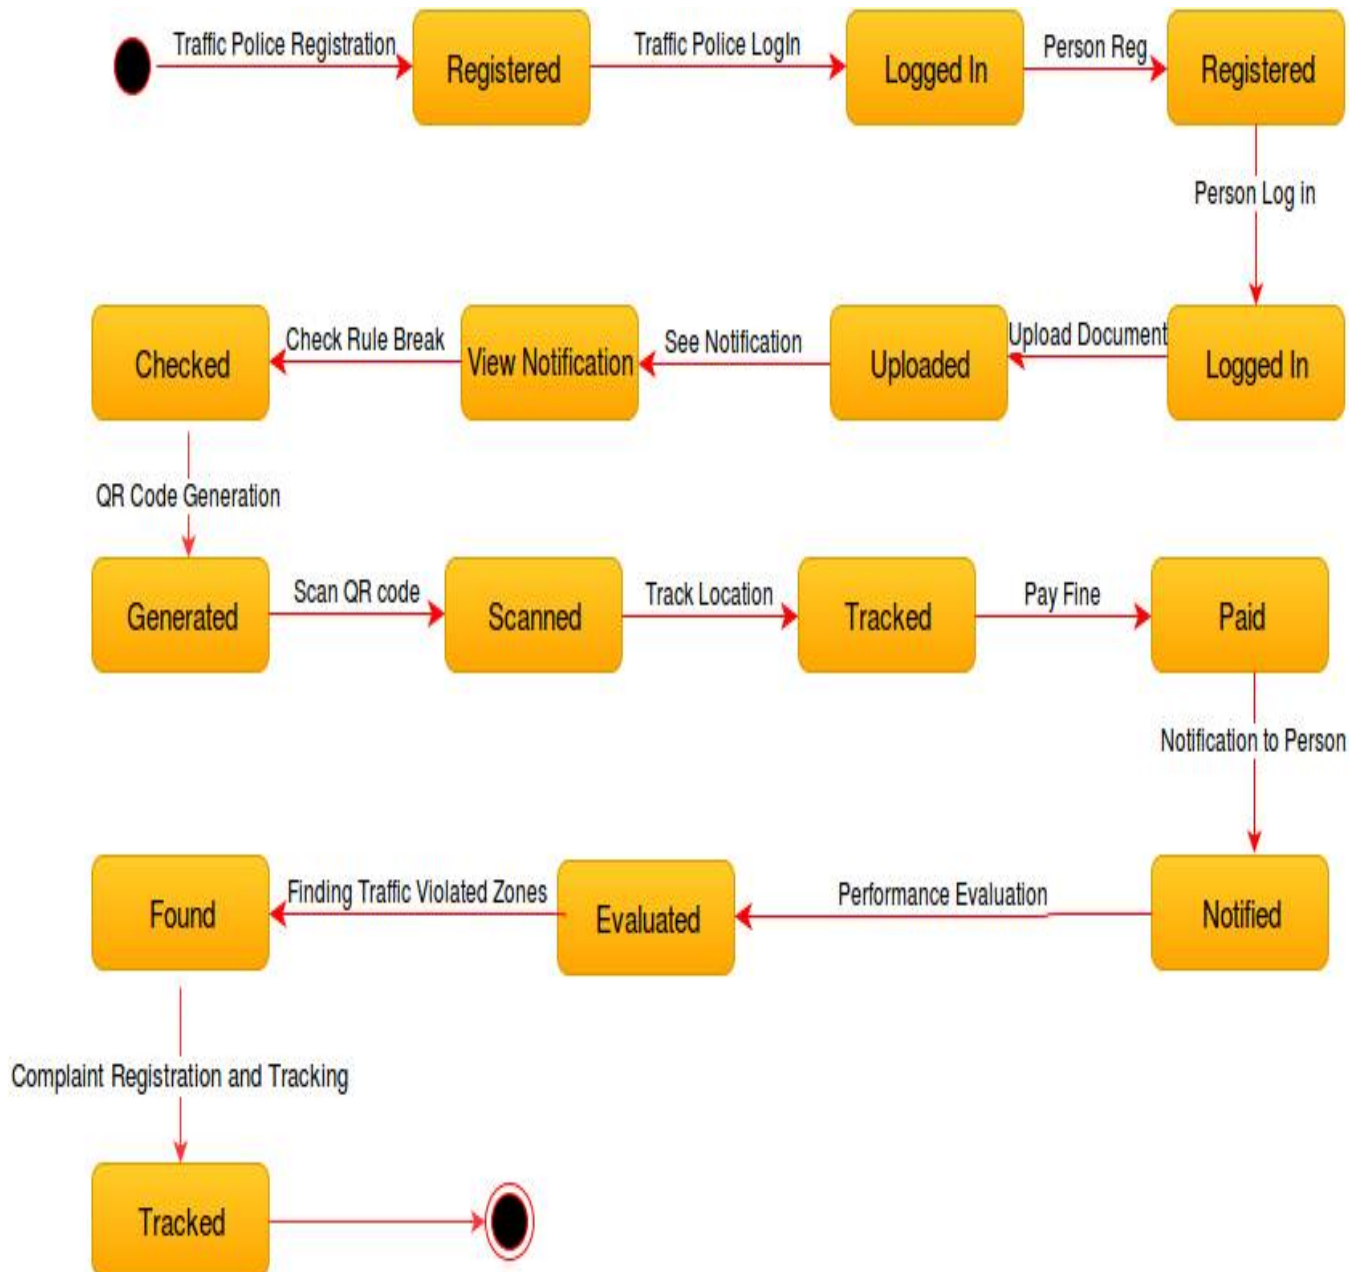 Traffic Police Registration
Registered
Traffic Police LogIn
Logged In
Person Reg
Registered
Person Log in
Logged In
Upload Document
Uploaded
See Notification
View Notification
Check Rule Break
Checked
QR Code Generation
Generated
Scan QR code
Scanned
Track Location
Tracked
Pay Fine
Paid
Notification to Person
Notified
Performance Evaluation
Evaluated
Finding Traffic Violated Zones
Found
Complaint Registration and Tracking
Tracked